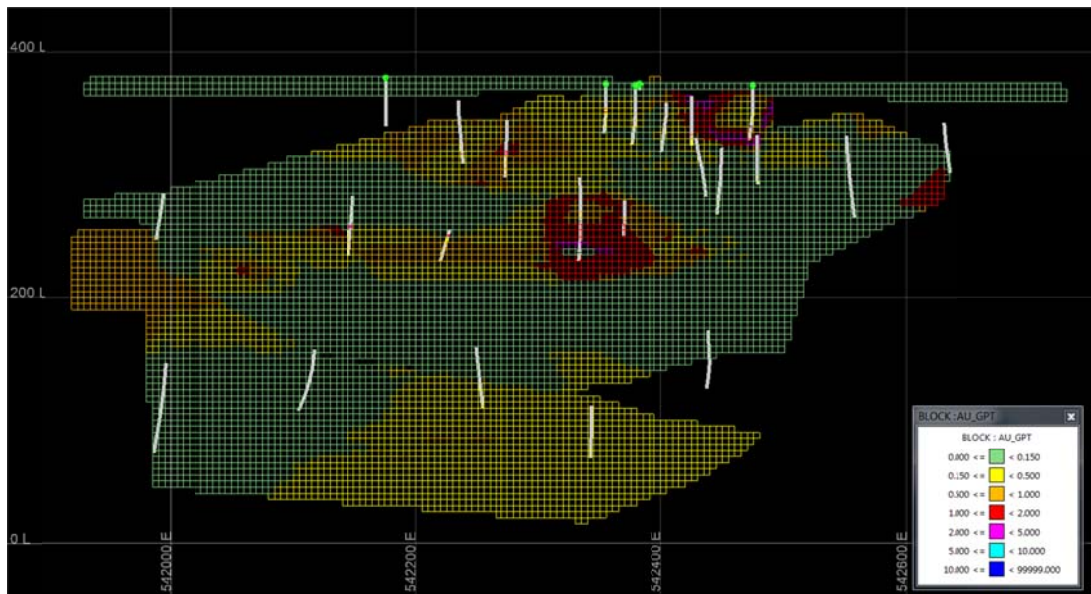 400 L
200 L
0 L
542000 E
542200 E
542400 E
542600 E
BLOCK :AU_GPT x
BLOCK : AU_GPT
0.000 <= < 0.150
0.150 <= < 0.500
0.500 <= < 1.000
1.000 <= < 2.000
2.000 <= < 5.000
5.000 <= < 10.000
10.000 <= < 99999.000